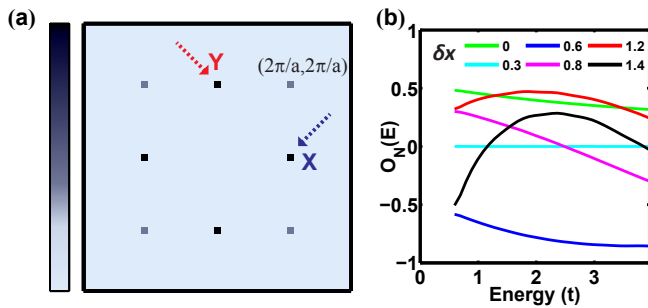 (a)
Y
(2π/a,2π/a)
X
(b)
δx
0
0.6
1.2
0.3
0.8
1.4
1
0.5
0
−0.5
−1
O_N(E)
0 1 2 3
Energy (t)